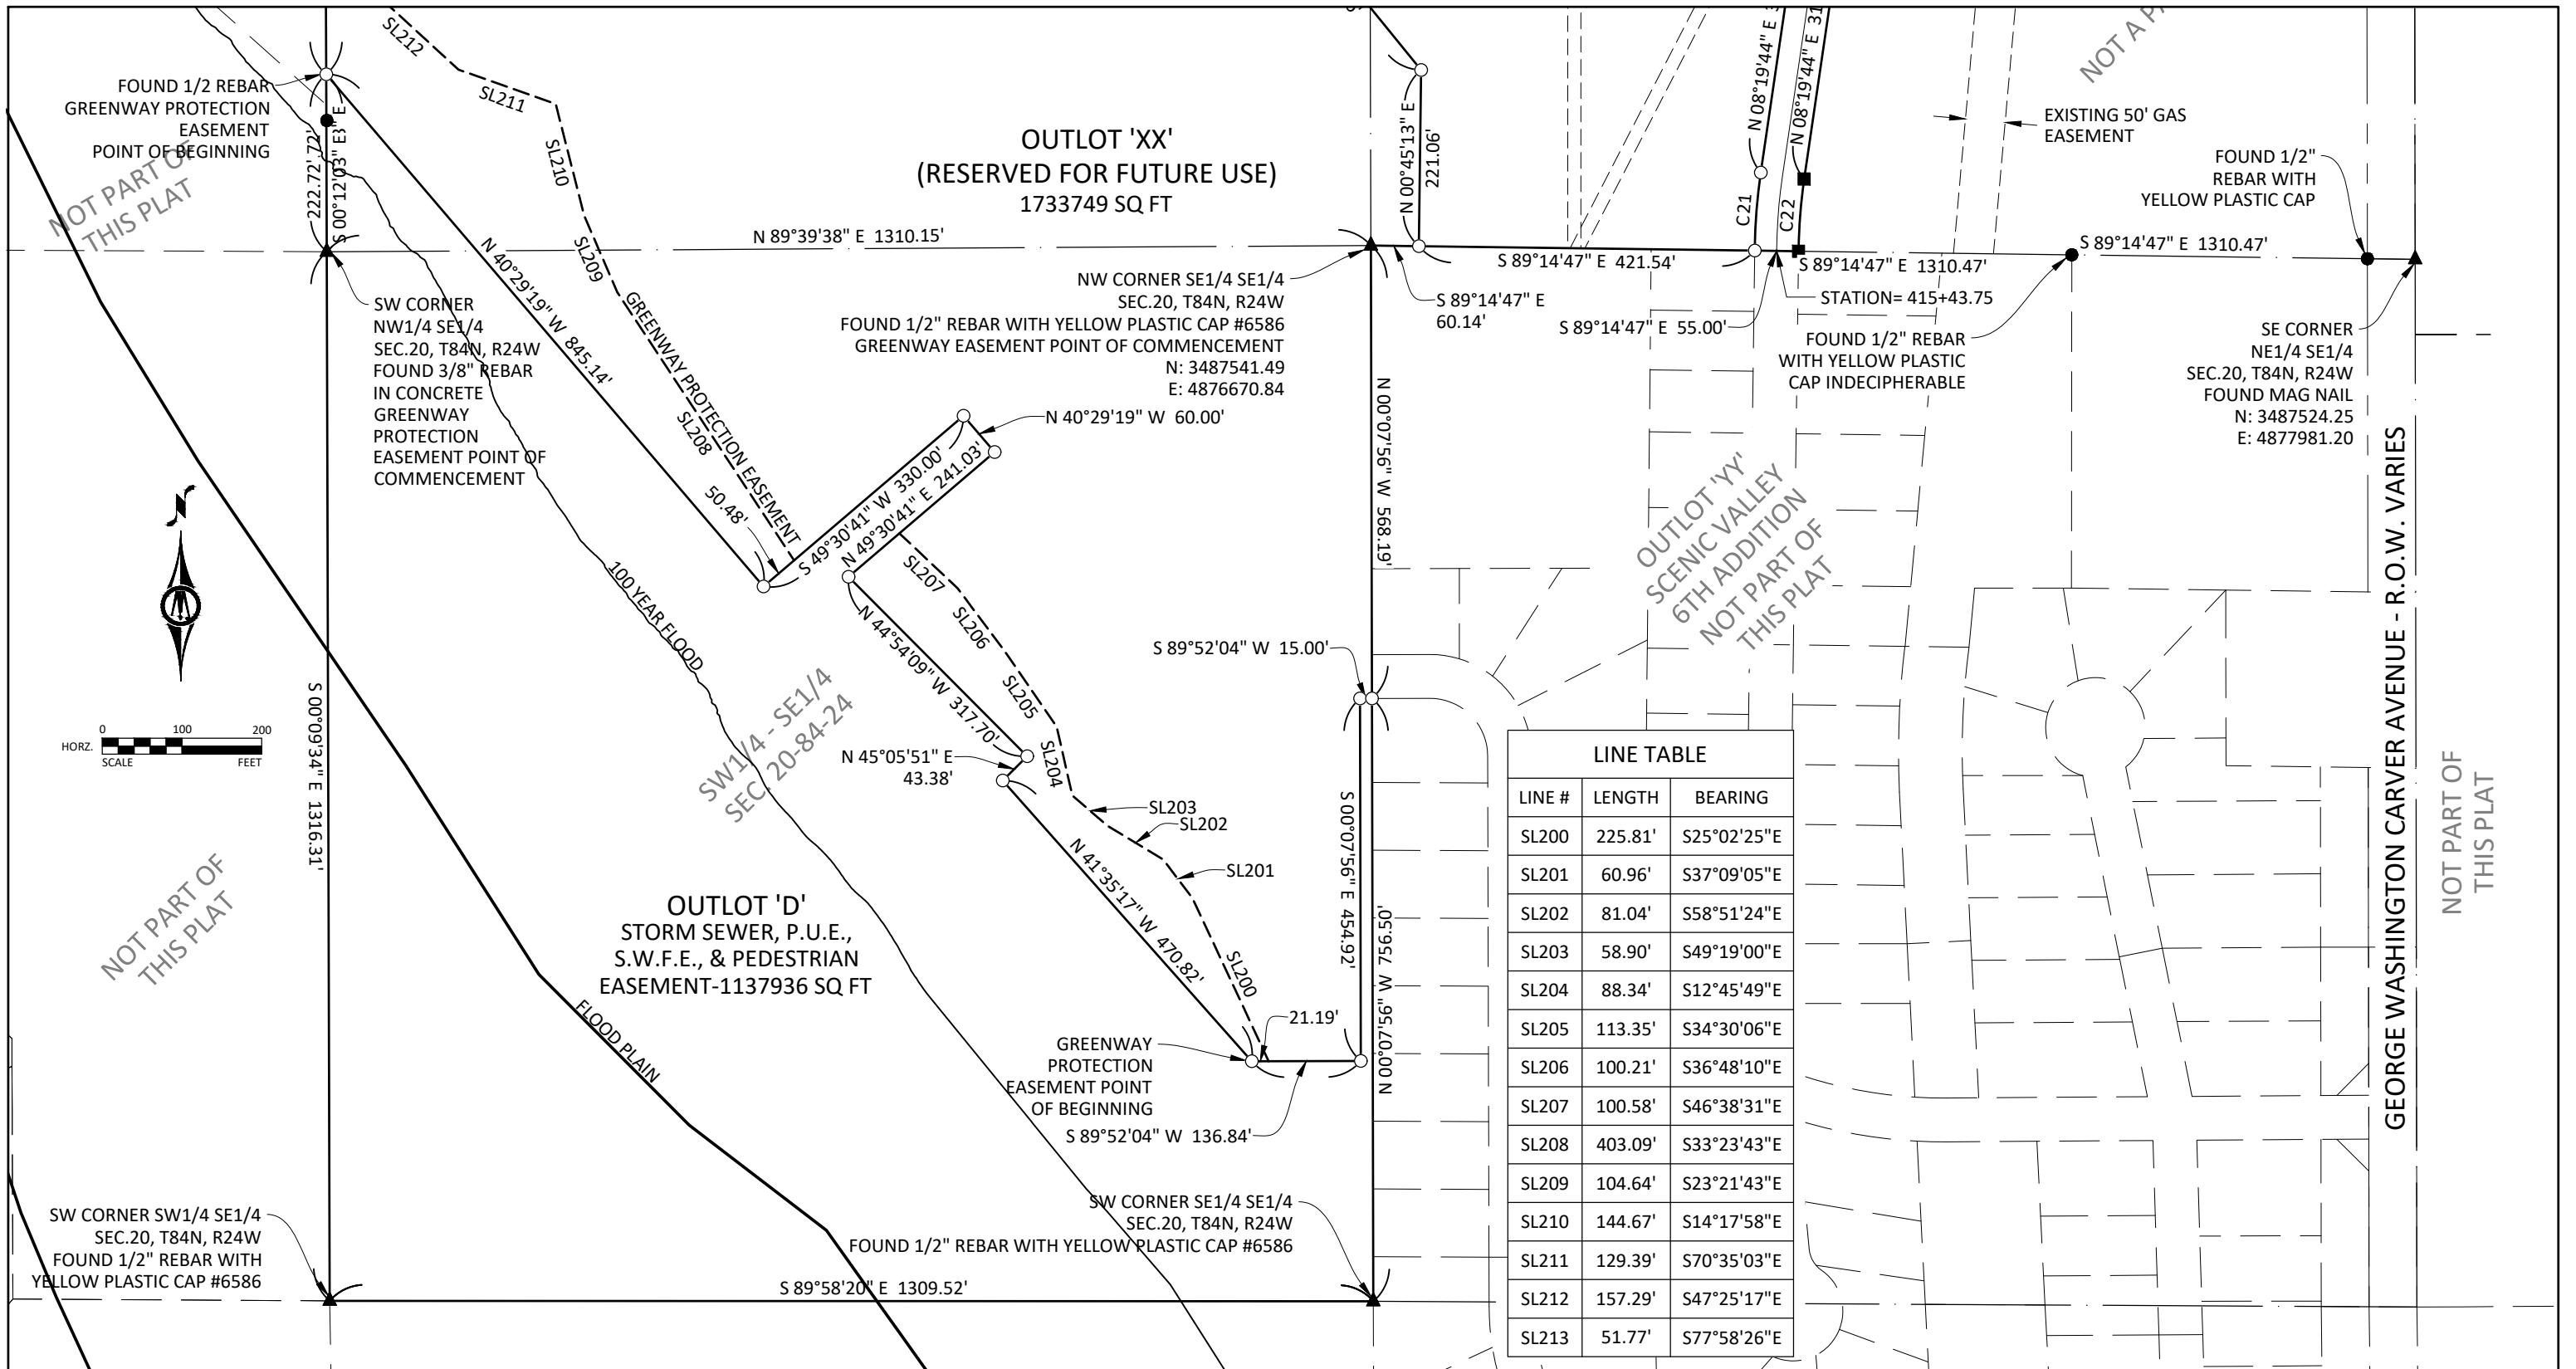 SL212
SL211
FOUND 1/2 REBAR
GREENWAY PROTECTION
EASEMENT
POINT OF BEGINNING
NOT PART OF
THIS PLAT
S 00°12'03" E
SL210
SL209
OUTLOT 'XX'
(RESERVED FOR FUTURE USE)
1733749 SQ FT
N 00°45'13" E
221.06'
N 08°19'44" E
N 08°19'44" E 31
C21
C22
NOT A
EXISTING 50' GAS
EASEMENT
FOUND 1/2"
REBAR WITH
YELLOW PLASTIC CAP
N 89°39'38" E 1310.15'
S 89°14'47" E 421.54'
S 89°14'47" E 1310.47'
S 89°14'47" E 1310.47'
N 40°29'19" W 845.14'
SW CORNER
NW1/4 SE1/4
SEC.20, T84N, R24W
FOUND 3/8" REBAR
IN CONCRETE
GREENWAY
PROTECTION
EASEMENT POINT OF
COMMENCEMENT
GREENWAY PROTECTION EASEMENT
SL208
NW CORNER SE1/4 SE1/4
SEC.20, T84N, R24W
FOUND 1/2" REBAR WITH YELLOW PLASTIC CAP #6586
GREENWAY EASEMENT POINT OF COMMENCEMENT
N: 3487541.49
E: 4876670.84
S 89°14'47" E
60.14'
S 89°14'47" E 55.00'
STATION= 415+43.75
FOUND 1/2" REBAR
WITH YELLOW PLASTIC
CAP INDECIPHERABLE
SE CORNER
NE1/4 SE1/4
SEC.20, T84N, R24W
FOUND MAG NAIL
N: 3487524.25
E: 4877981.20
N 40°29'19" W 60.00'
S 49°30'41" W 330.00'
N 49°30'41" E 241.03'
50.48'
N 00°07'56" W 568.19'
OUTLOT 'YY'
SCENIC VALLEY
6TH ADDITION
NOT PART OF
THIS PLAT
GEORGE WASHINGTON CARVER AVENUE - R.O.W. VARIES
NOT PART OF
THIS PLAT
100 YEAR FLOOD
SL207
SL206
SL205
SL204
N 44°54'09" W 317.70'
S 89°52'04" W 15.00'
HORZ.
0 100 200
SCALE FEET
S 00°09'34" E 1316.31'
SW1/4 - SE1/4
SEC. 20-84-24
N 45°05'51" E
43.38'
SL203
SL202
SL201
N 41°35'17" W 470.82'
SL200
S 00°07'56" E 454.92'
N 00°07'56" W 756.50'
NOT PART OF
THIS PLAT
OUTLOT 'D'
STORM SEWER, P.U.E.,
S.W.F.E., & PEDESTRIAN
EASEMENT-1137936 SQ FT
FLOOD PLAIN
21.19'
GREENWAY
PROTECTION
EASEMENT POINT
OF BEGINNING
S 89°52'04" W 136.84'
SW CORNER SW1/4 SE1/4
SEC.20, T84N, R24W
FOUND 1/2" REBAR WITH
YELLOW PLASTIC CAP #6586
SW CORNER SE1/4 SE1/4
SEC.20, T84N, R24W
FOUND 1/2" REBAR WITH YELLOW PLASTIC CAP #6586
S 89°58'20" E 1309.52'
LINE TABLE
LINE # LENGTH BEARING
SL200 225.81' S25°02'25"E
SL201 60.96' S37°09'05"E
SL202 81.04' S58°51'24"E
SL203 58.90' S49°19'00"E
SL204 88.34' S12°45'49"E
SL205 113.35' S34°30'06"E
SL206 100.21' S36°48'10"E
SL207 100.58' S46°38'31"E
SL208 403.09' S33°23'43"E
SL209 104.64' S23°21'43"E
SL210 144.67' S14°17'58"E
SL211 129.39' S70°35'03"E
SL212 157.29' S47°25'17"E
SL213 51.77' S77°58'26"E